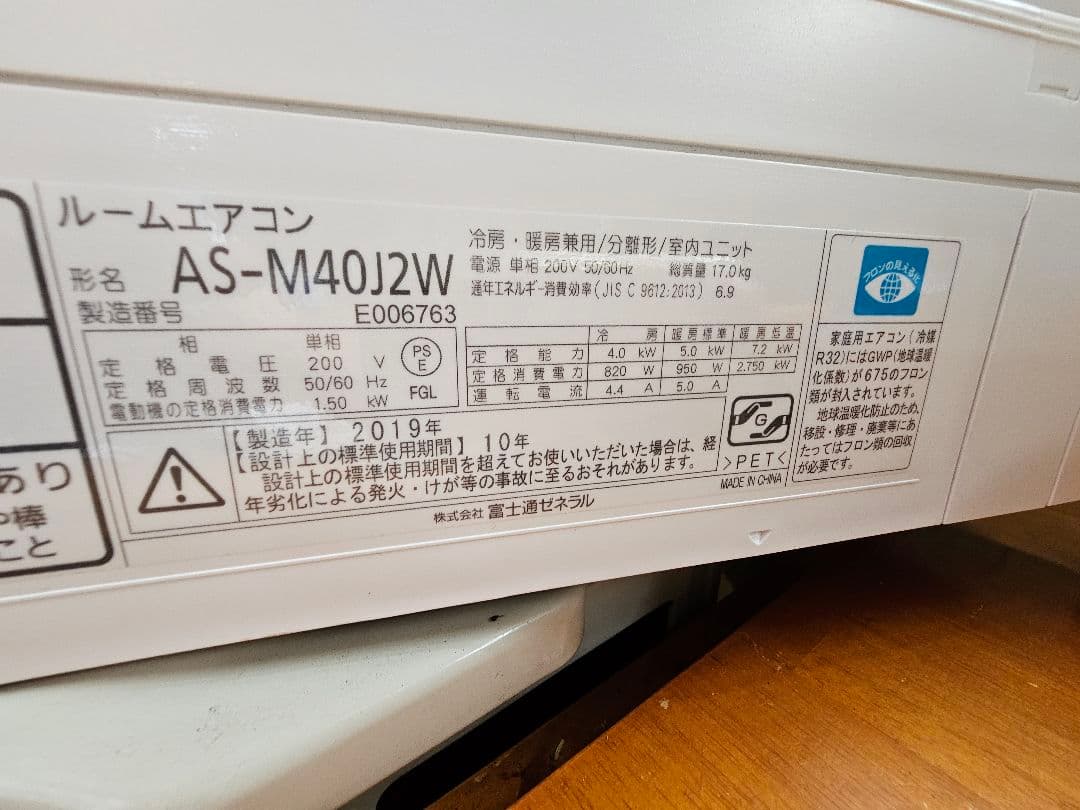 ルームエアコン
形名 AS-M40J2W
製造番号 E006763
冷房・暖房兼用/分離形/室内ユニット
電源 単相 200V 50/60Hz 総質量 17.0kg
通年エネルギー消費効率(JIS C 9612:2013) 6.9
相 単相
定格電圧 200 V
定格周波数 50/60 Hz
電動機の定格消費電力 1.50 kW
PS
E
FGL
冷房 暖房標準 暖房低温
定格能力 4.0 kW 5.0 kW 7.2 kW
定格消費電力 820 W 950 W 2.750 kW
運転電流 4.4 A 5.0 A
【製造年】2019年
【設計上の標準使用期間】10年
設計上の標準使用期間を超えてお使いいただいた場合は、経
年劣化による発火・けが等の事故に至るおそれがあります。
株式会社 富士通ゼネラル
G
>PET<
MADE IN CHINA
フロンの見える化
家庭用エアコン(冷媒
R32)にはGWP(地球温暖
化係数)が675のフロン
類が封入されています。
地球温暖化防止のため、
移設・修理・廃棄等にあ
たってはフロン類の回収
が必要です。
あり
棒
こと